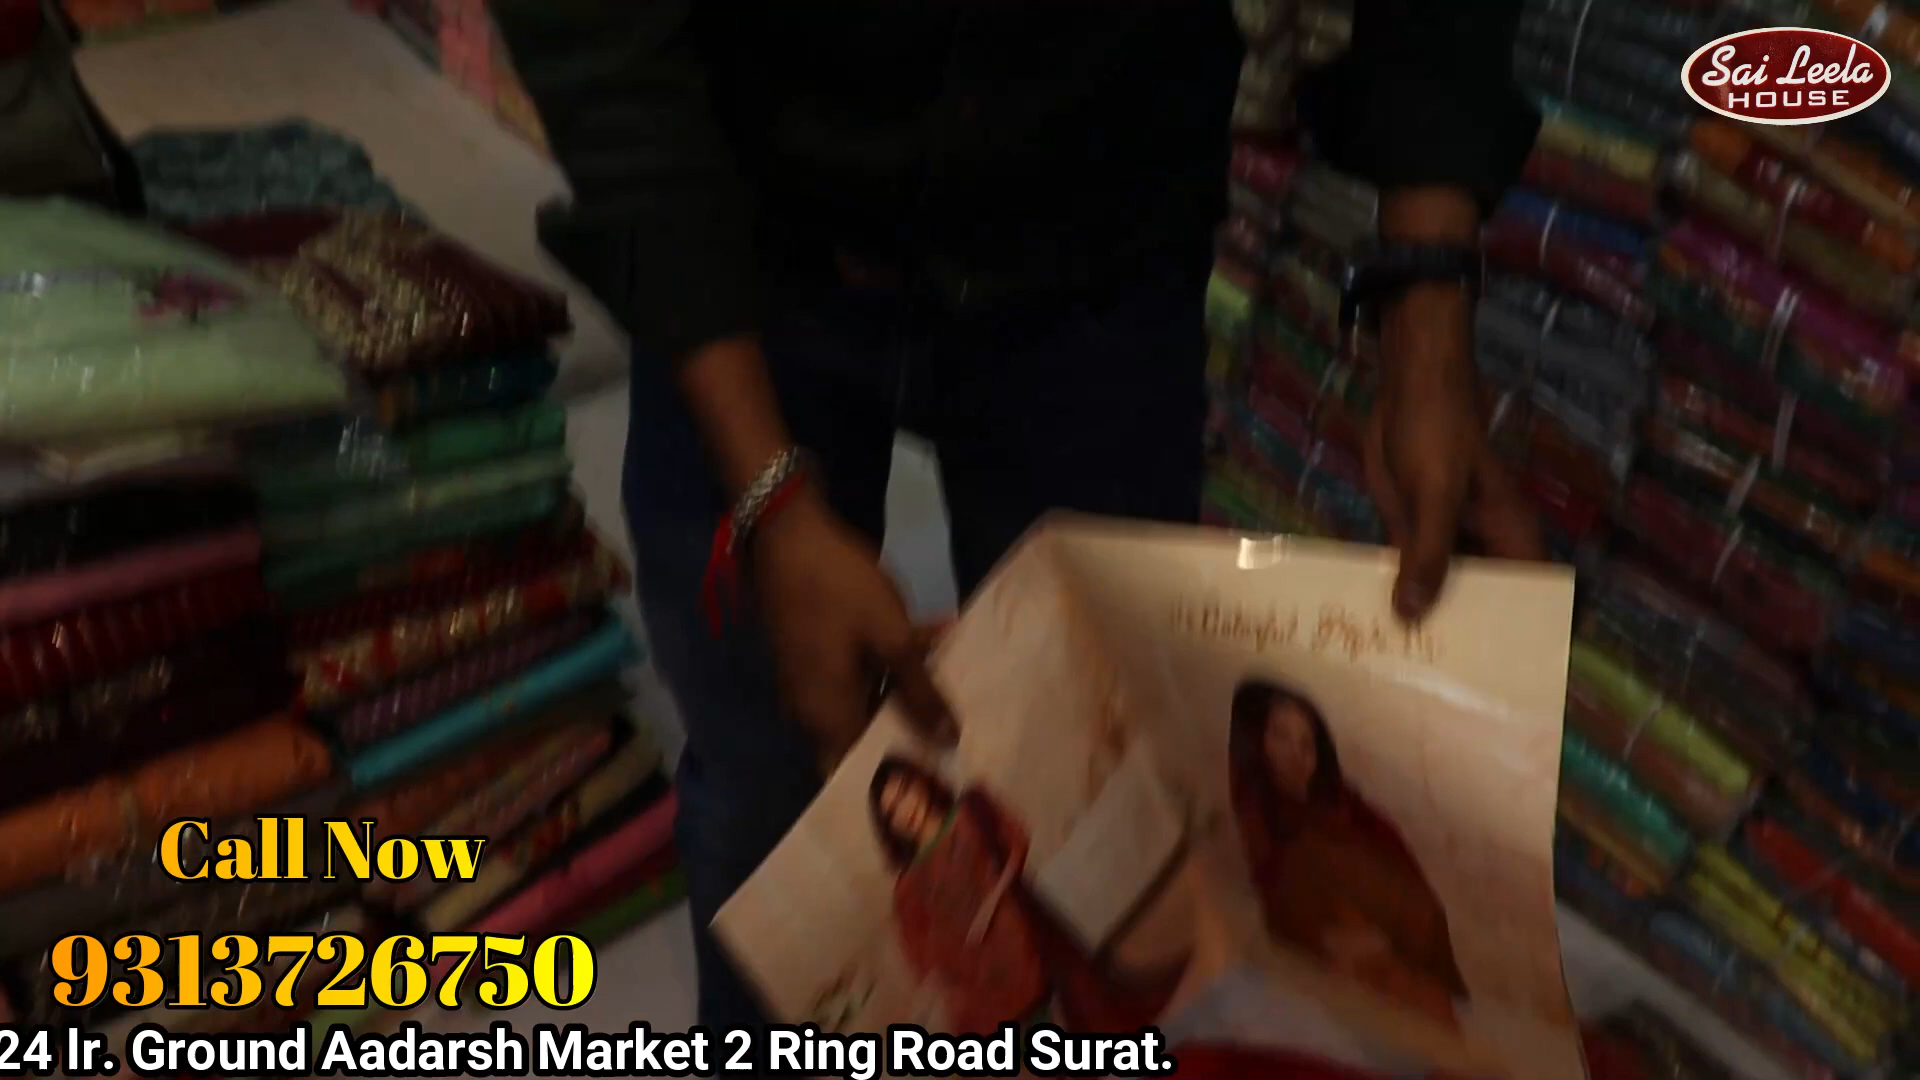 Sai Leela
HOUSE
Call Now
9313726750
24 lr. Ground Aadarsh Market 2 Ring Road Surat.